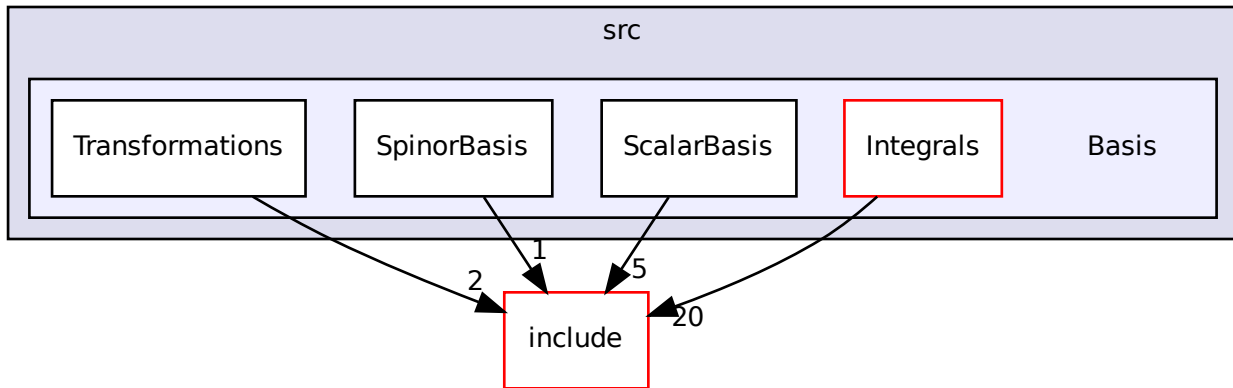 src
Transformations
SpinorBasis
ScalarBasis
Integrals
Basis
2
1
5
20
include